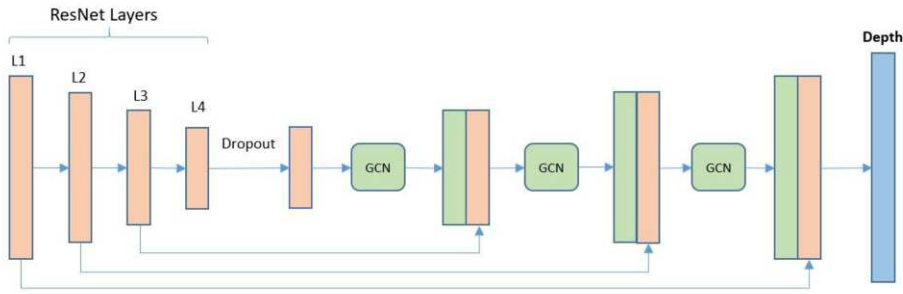 ResNet Layers
Depth
L1
L2
L3
L4
Dropout
GCN
GCN
GCN